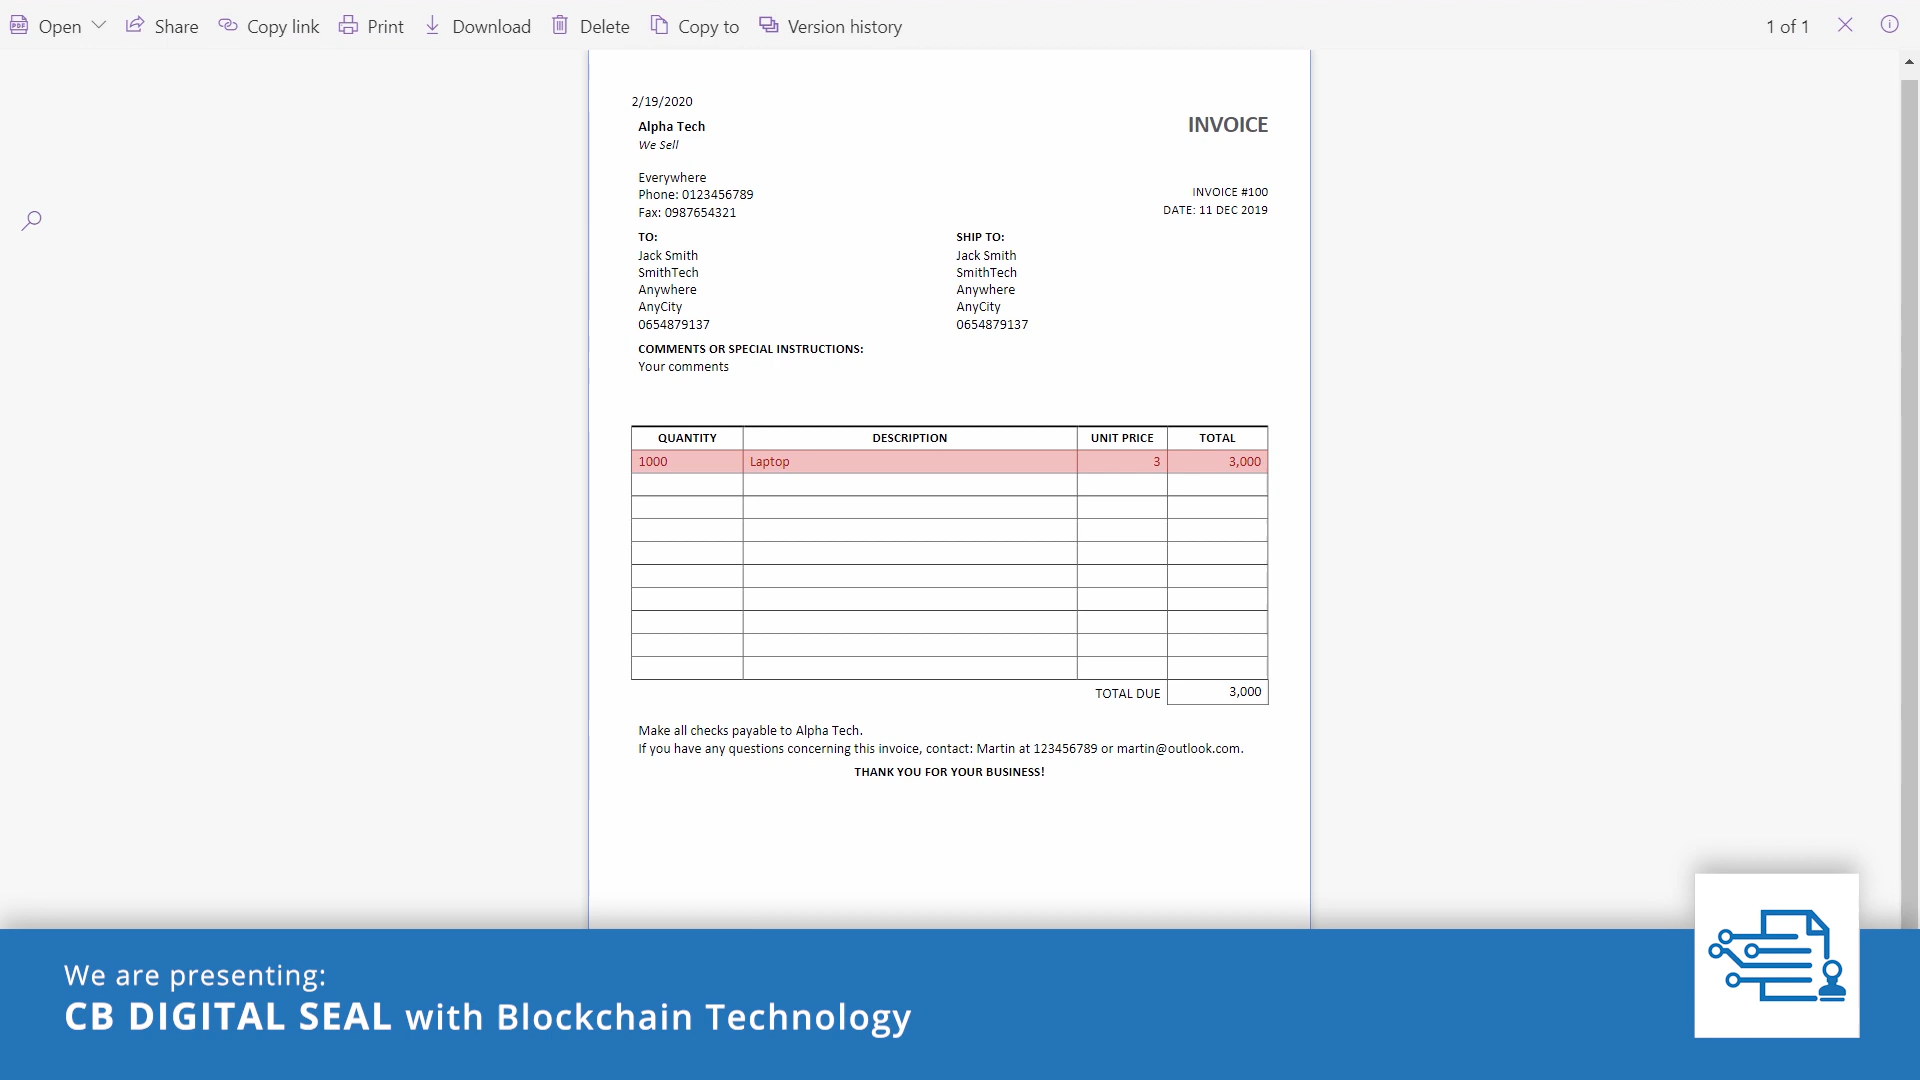 Open Share Copy link Print Download Delete Copy to Version history 1 of 1
2/19/2020
Alpha Tech
INVOICE
We Sell
Everywhere
Phone: 0123456789
Fax: 0987654321
INVOICE #100
DATE: 11 DEC 2019
TO:
Jack Smith
SmithTech
Anywhere
AnyCity
0654879137
SHIP TO:
Jack Smith
SmithTech
Anywhere
AnyCity
0654879137
COMMENTS OR SPECIAL INSTRUCTIONS:
Your comments
QUANTITY DESCRIPTION UNIT PRICE TOTAL
1000 Laptop 3 3,000
TOTAL DUE 3,000
Make all checks payable to Alpha Tech.
If you have any questions concerning this invoice, contact: Martin at 123456789 or martin@outlook.com.
THANK YOU FOR YOUR BUSINESS!
We are presenting:
CB DIGITAL SEAL with Blockchain Technology